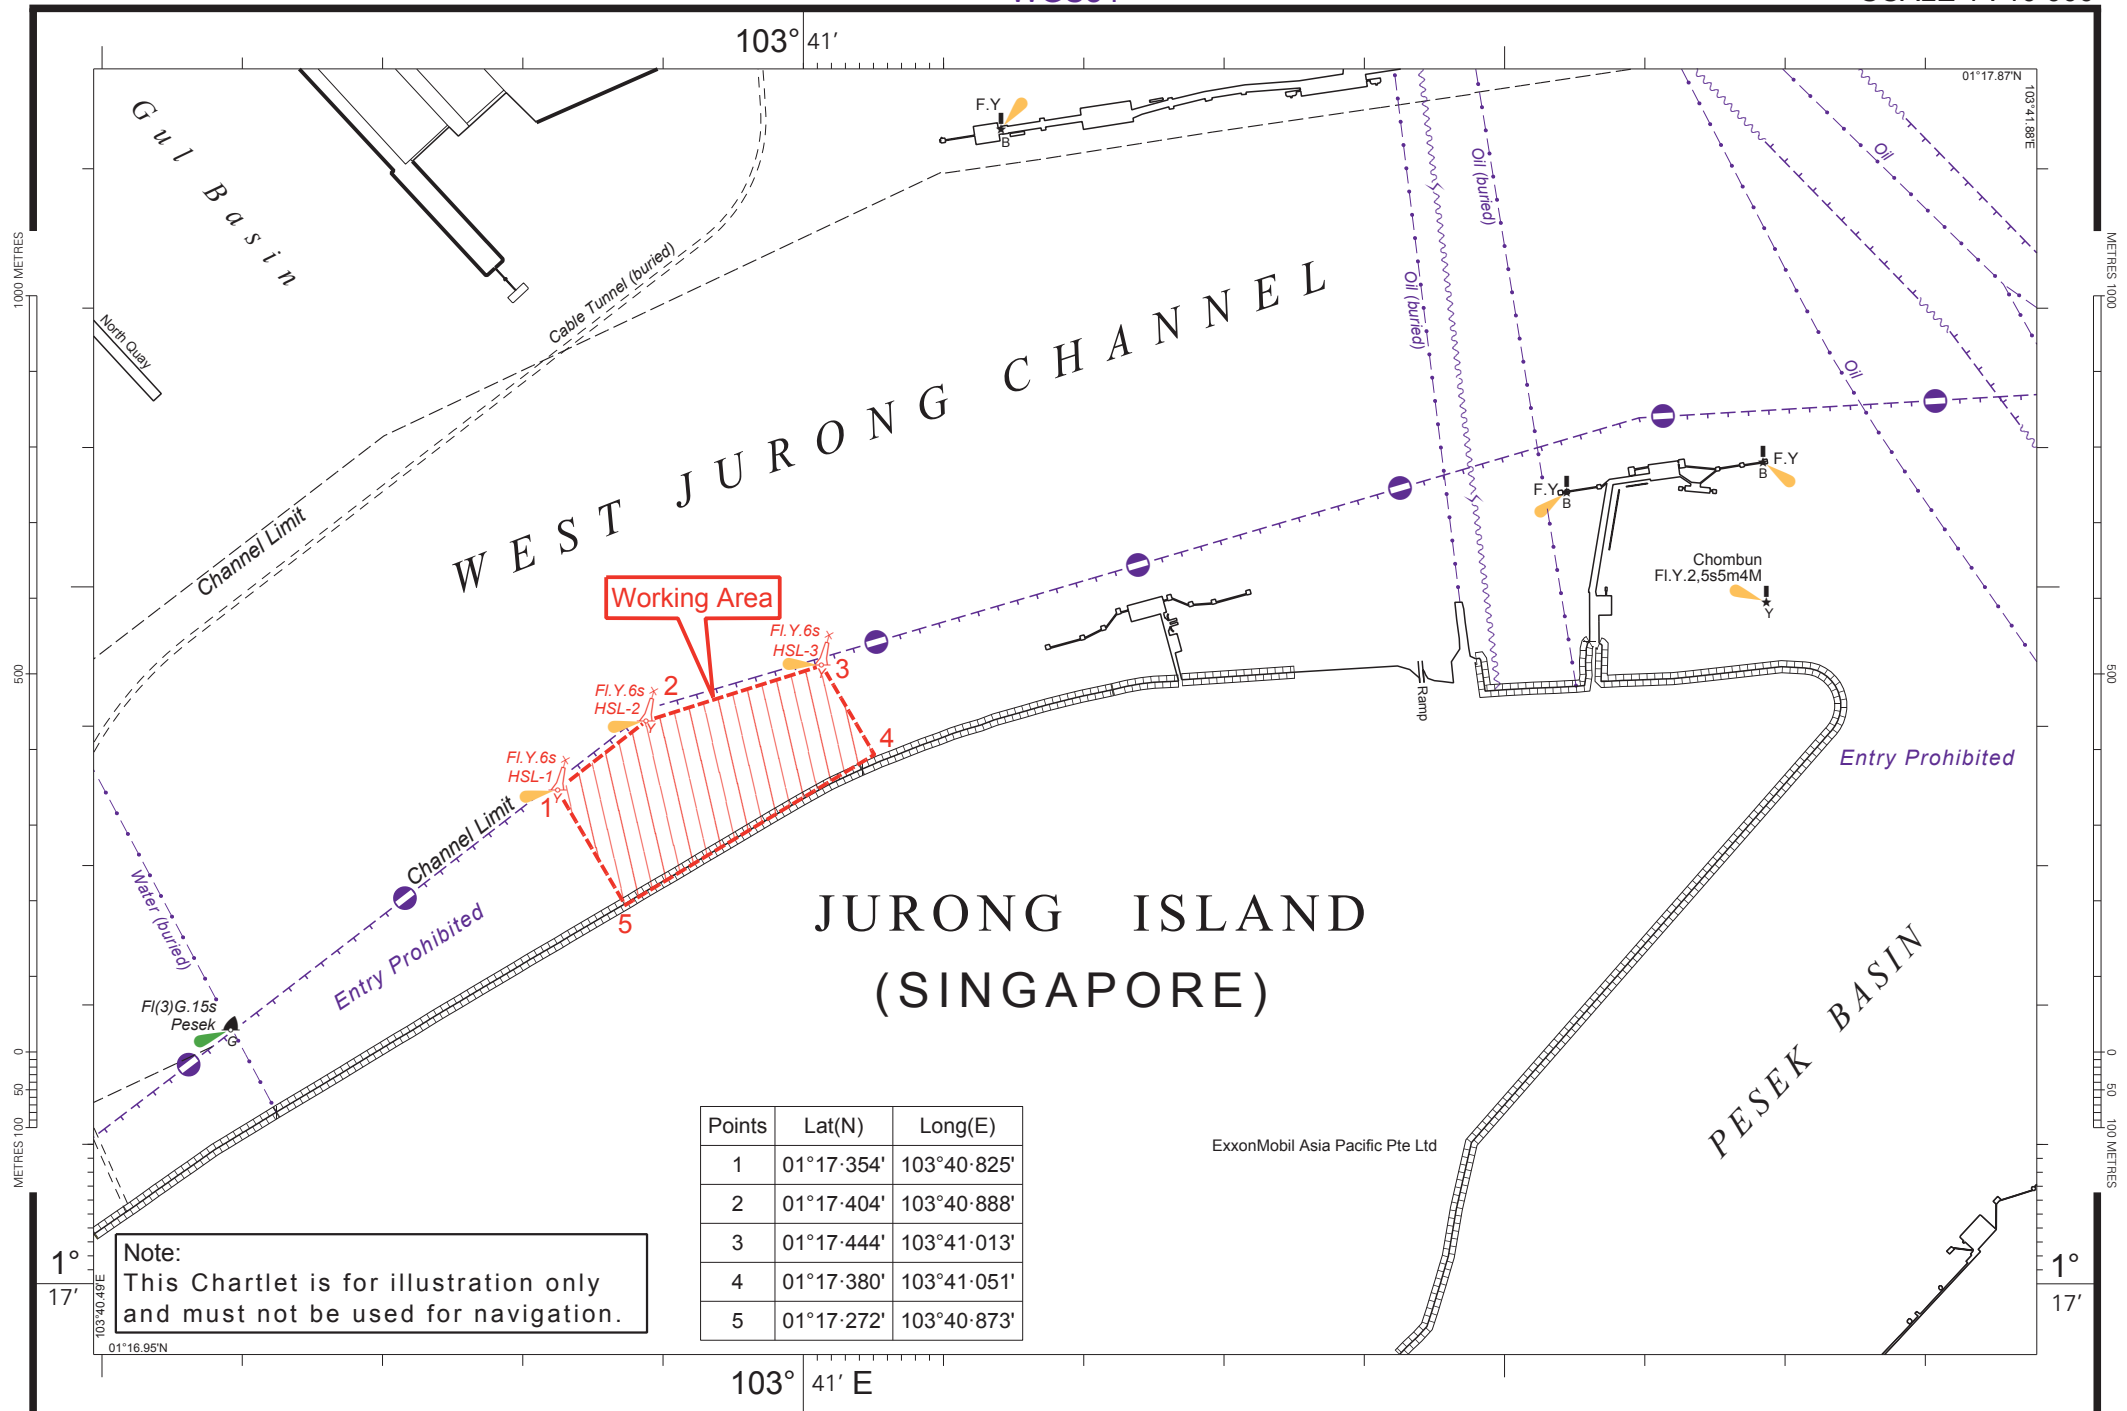 103° 41′
01°17.87'N
103°41.88'E
Gul Basin
F.Y
B
Oil (buried)
Oil (buried)
Oil
Oil
1000 METRES
METRES 1000
North Quay
Cable Tunnel (buried)
WEST JURONG CHANNEL
Channel Limit
F.Y
B
F.Y
B
Chombun
Fl.Y.2,5s5m4M
Y
Working Area
Fl.Y.6s
HSL-3
3
Fl.Y.6s
HSL-2
2
Fl.Y.6s
HSL-1
1
4
5
500
500
Ramp
Entry Prohibited
Channel Limit
Entry Prohibited
Water (buried)
JURONG ISLAND
(SINGAPORE)
Fl(3)G.15s
Pesek
G
PESEK BASIN
0
50
METRES 100
0
50
100 METRES
ExxonMobil Asia Pacific Pte Ltd
Points Lat(N) Long(E)
1 01°17·354' 103°40·825'
2 01°17·404' 103°40·888'
3 01°17·444' 103°41·013'
4 01°17·380' 103°41·051'
5 01°17·272' 103°40·873'
Note:
This Chartlet is for illustration only
and must not be used for navigation.
1°
17′
1°
17′
103°40.49'E
01°16.95'N
103° 41′ E